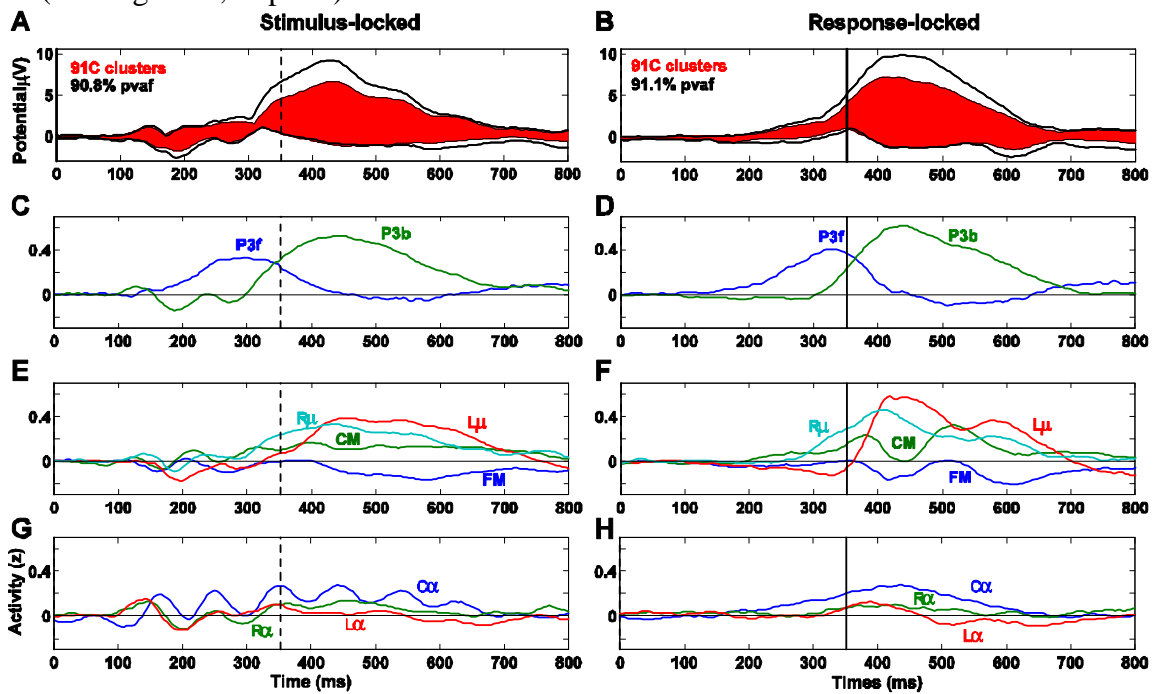 A Stimulus-locked
B Response-locked
Potential μ(V)
10
5
0
91C clusters
90.8% pvaf
0 100 200 300 400 500 600 700 800
10
5
0
91C clusters
91.1% pvaf
0 100 200 300 400 500 600 700 800
C
0.4
0
P3f
P3b
0 100 200 300 400 500 600 700 800
D
0.4
0
P3f
P3b
0 100 200 300 400 500 600 700 800
E
0.4
0
Rμ
CM
Lμ
FM
0 100 200 300 400 500 600 700 800
F
0.4
0
Rμ
CM
Lμ
FM
0 100 200 300 400 500 600 700 800
G
Activity (z)
0.4
0
Cα
Rα
Lα
0 100 200 300 400 500 600 700 800
Time (ms)
H
0.4
0
Cα
Rα
Lα
0 100 200 300 400 500 600 700 800
Times (ms)